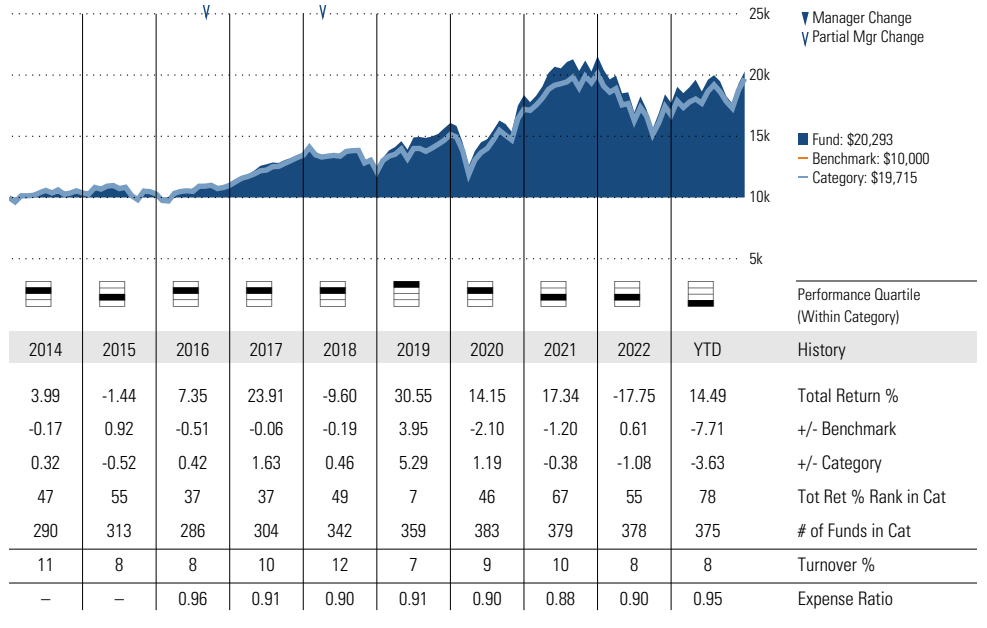 25k
20k
15k
10k
5k
Manager Change
Partial Mgr Change
Fund: $20,293
Benchmark: $10,000
Category: $19,715
Performance Quartile
(Within Category)
2014 2015 2016 2017 2018 2019 2020 2021 2022 YTD History
3.99 -1.44 7.35 23.91 -9.60 30.55 14.15 17.34 -17.75 14.49 Total Return %
-0.17 0.92 -0.51 -0.06 -0.19 3.95 -2.10 -1.20 0.61 -7.71 +/- Benchmark
0.32 -0.52 0.42 1.63 0.46 5.29 1.19 -0.38 -1.08 -3.63 +/- Category
47 55 37 37 49 7 46 67 55 78 Tot Ret % Rank in Cat
290 313 286 304 342 359 383 379 378 375 # of Funds in Cat
11 8 8 10 12 7 9 10 8 8 Turnover %
– – 0.96 0.91 0.90 0.91 0.90 0.88 0.90 0.95 Expense Ratio